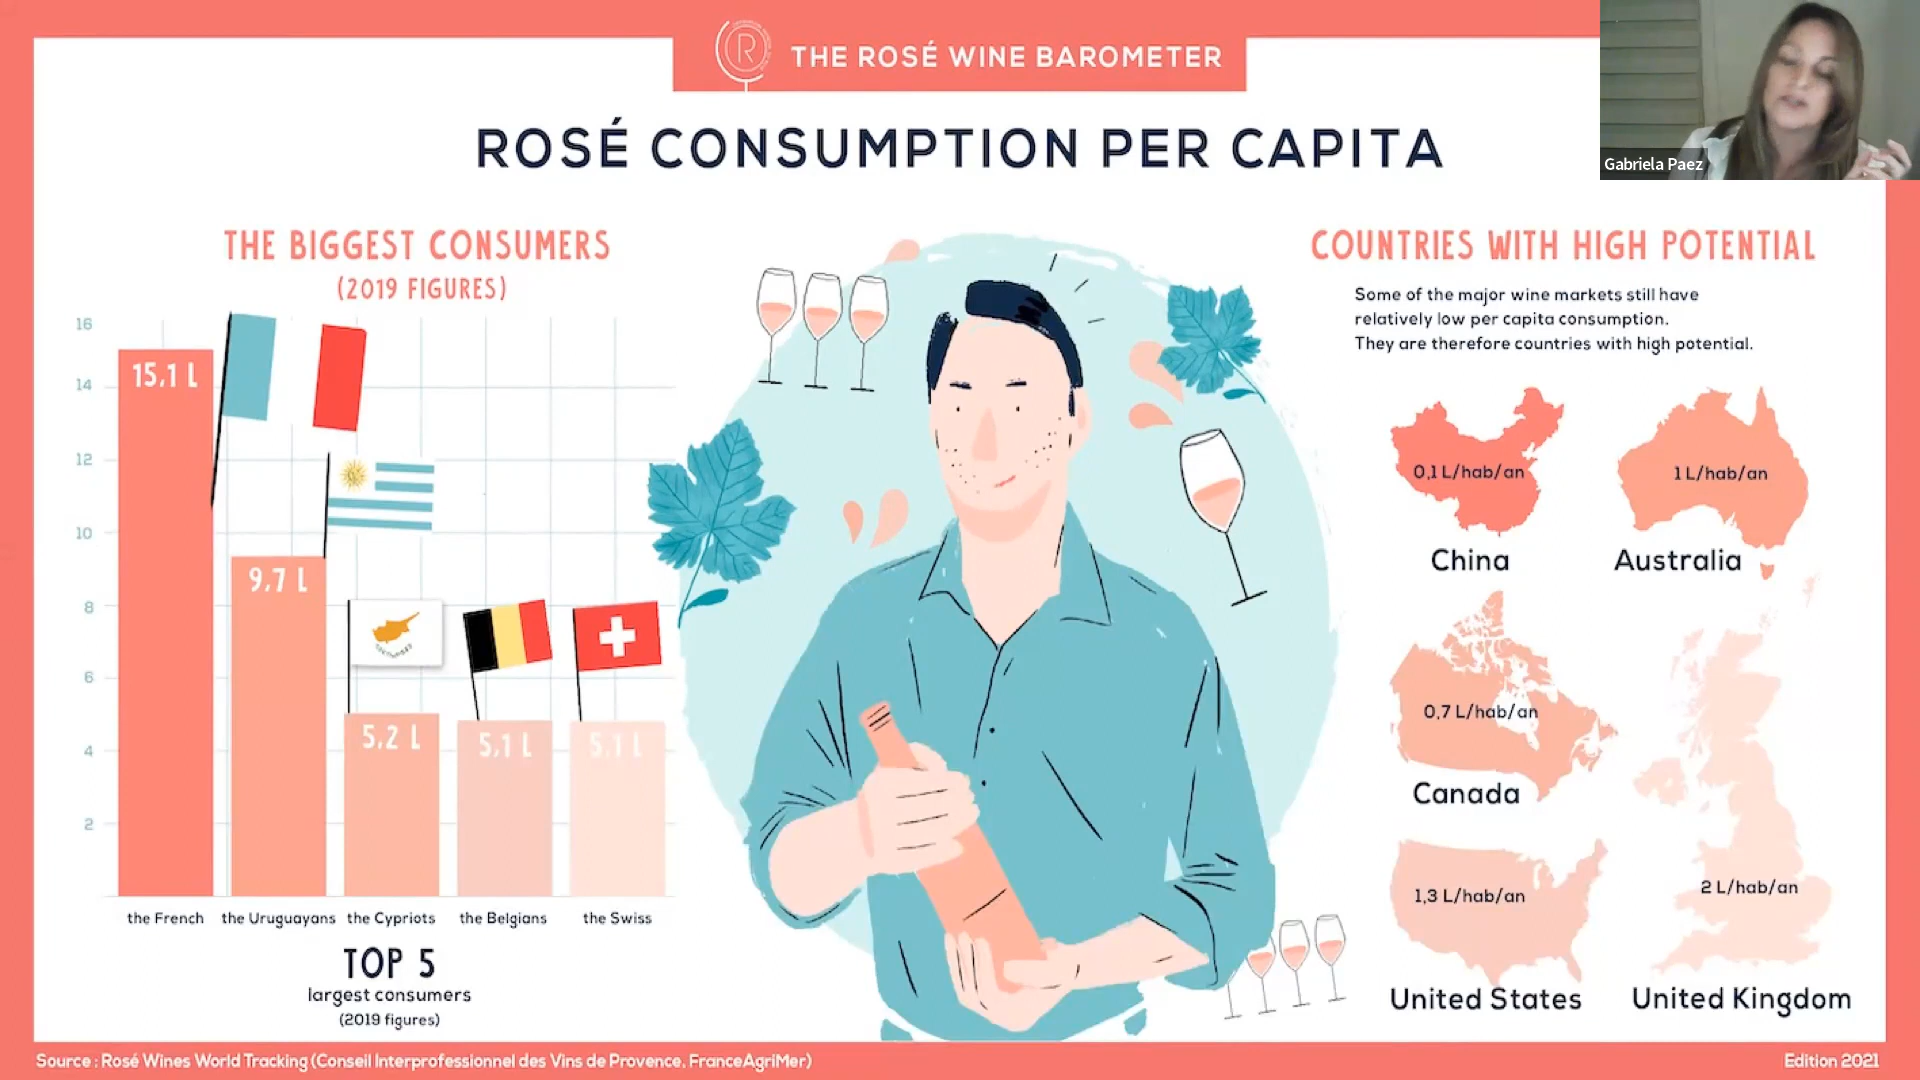 THE ROSÉ WINE BAROMETER
Gabriela Paez
ROSÉ CONSUMPTION PER CAPITA
THE BIGGEST CONSUMERS
(2019 FIGURES)
16
14
12
10
8
6
4
2
15,1 L
9,7 L
5,2 L
5,1 L
5,1 L
the French
the Uruguayans
the Cypriots
the Belgians
the Swiss
TOP 5
largest consumers
(2019 figures)
COUNTRIES WITH HIGH POTENTIAL
Some of the major wine markets still have
relatively low per capita consumption.
They are therefore countries with high potential.
0,1 L/hab/an
China
1 L/hab/an
Australia
0,7 L/hab/an
Canada
1,3 L/hab/an
United States
2 L/hab/an
United Kingdom
Source : Rosé Wines World Tracking (Conseil Interprofessionnel des Vins de Provence, FranceAgriMer)
Edition 2021